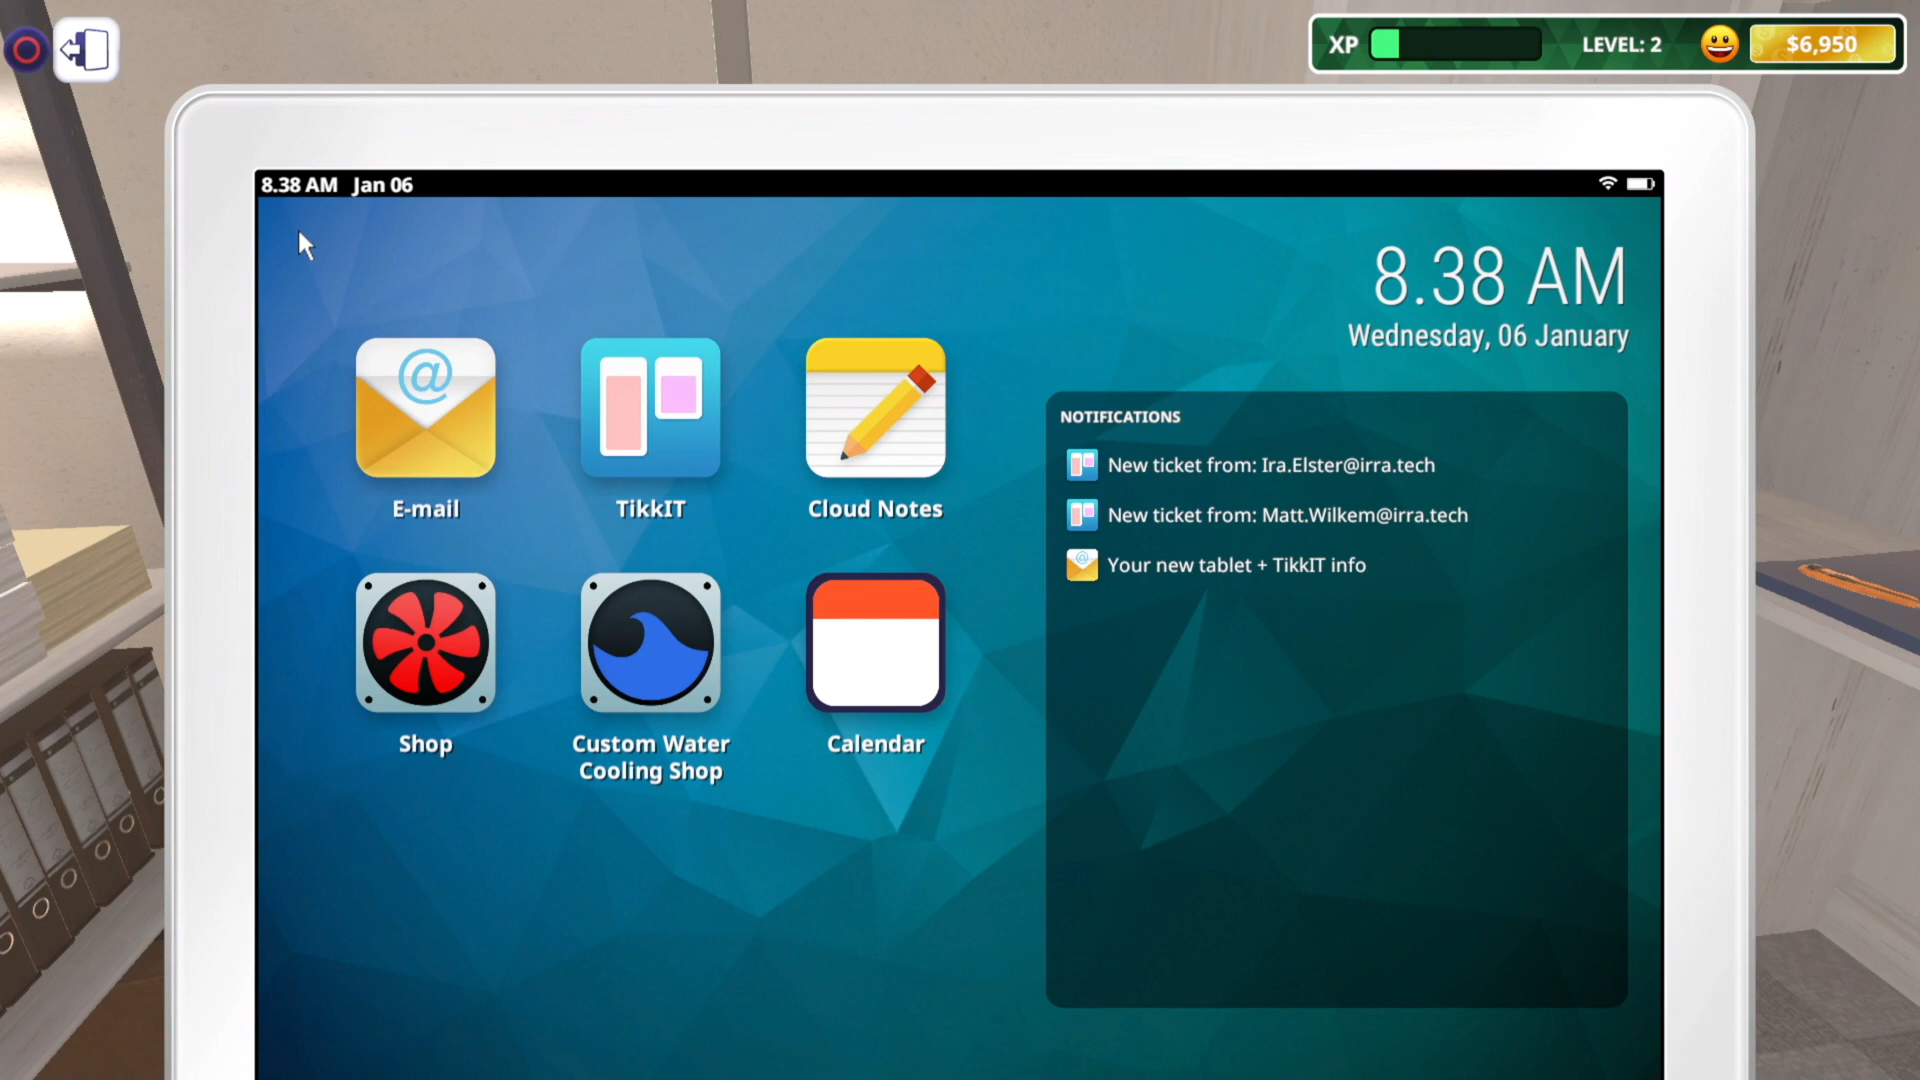 XP
LEVEL: 2
$6,950
8.38 AM Jan 06
8.38 AM
Wednesday, 06 January
@
E-mail
TikkIT
Cloud Notes
NOTIFICATIONS
New ticket from: Ira.Elster@irra.tech
New ticket from: Matt.Wilkem@irra.tech
@
Your new tablet + TikkIT info
Shop
Custom Water
Cooling Shop
Calendar